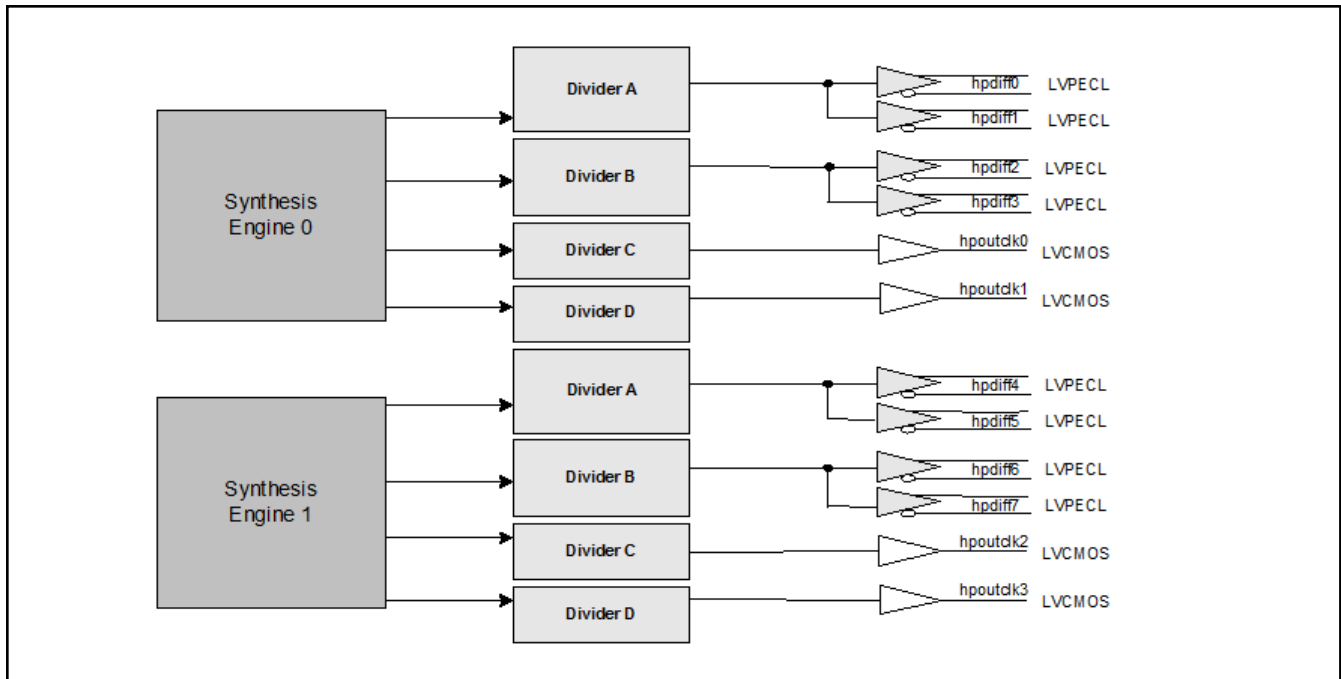 Synthesis
Engine 0
Divider A
hpdiff0 LVPECL
hpdiff1 LVPECL
Divider B
hpdiff2 LVPECL
hpdiff3 LVPECL
Divider C
hpoutclk0 LVCMOS
Divider D
hpoutclk1 LVCMOS
Synthesis
Engine 1
Divider A
hpdiff4 LVPECL
hpdiff5 LVPECL
Divider B
hpdiff6 LVPECL
hpdiff7 LVPECL
Divider C
hpoutclk2 LVCMOS
Divider D
hpoutclk3 LVCMOS